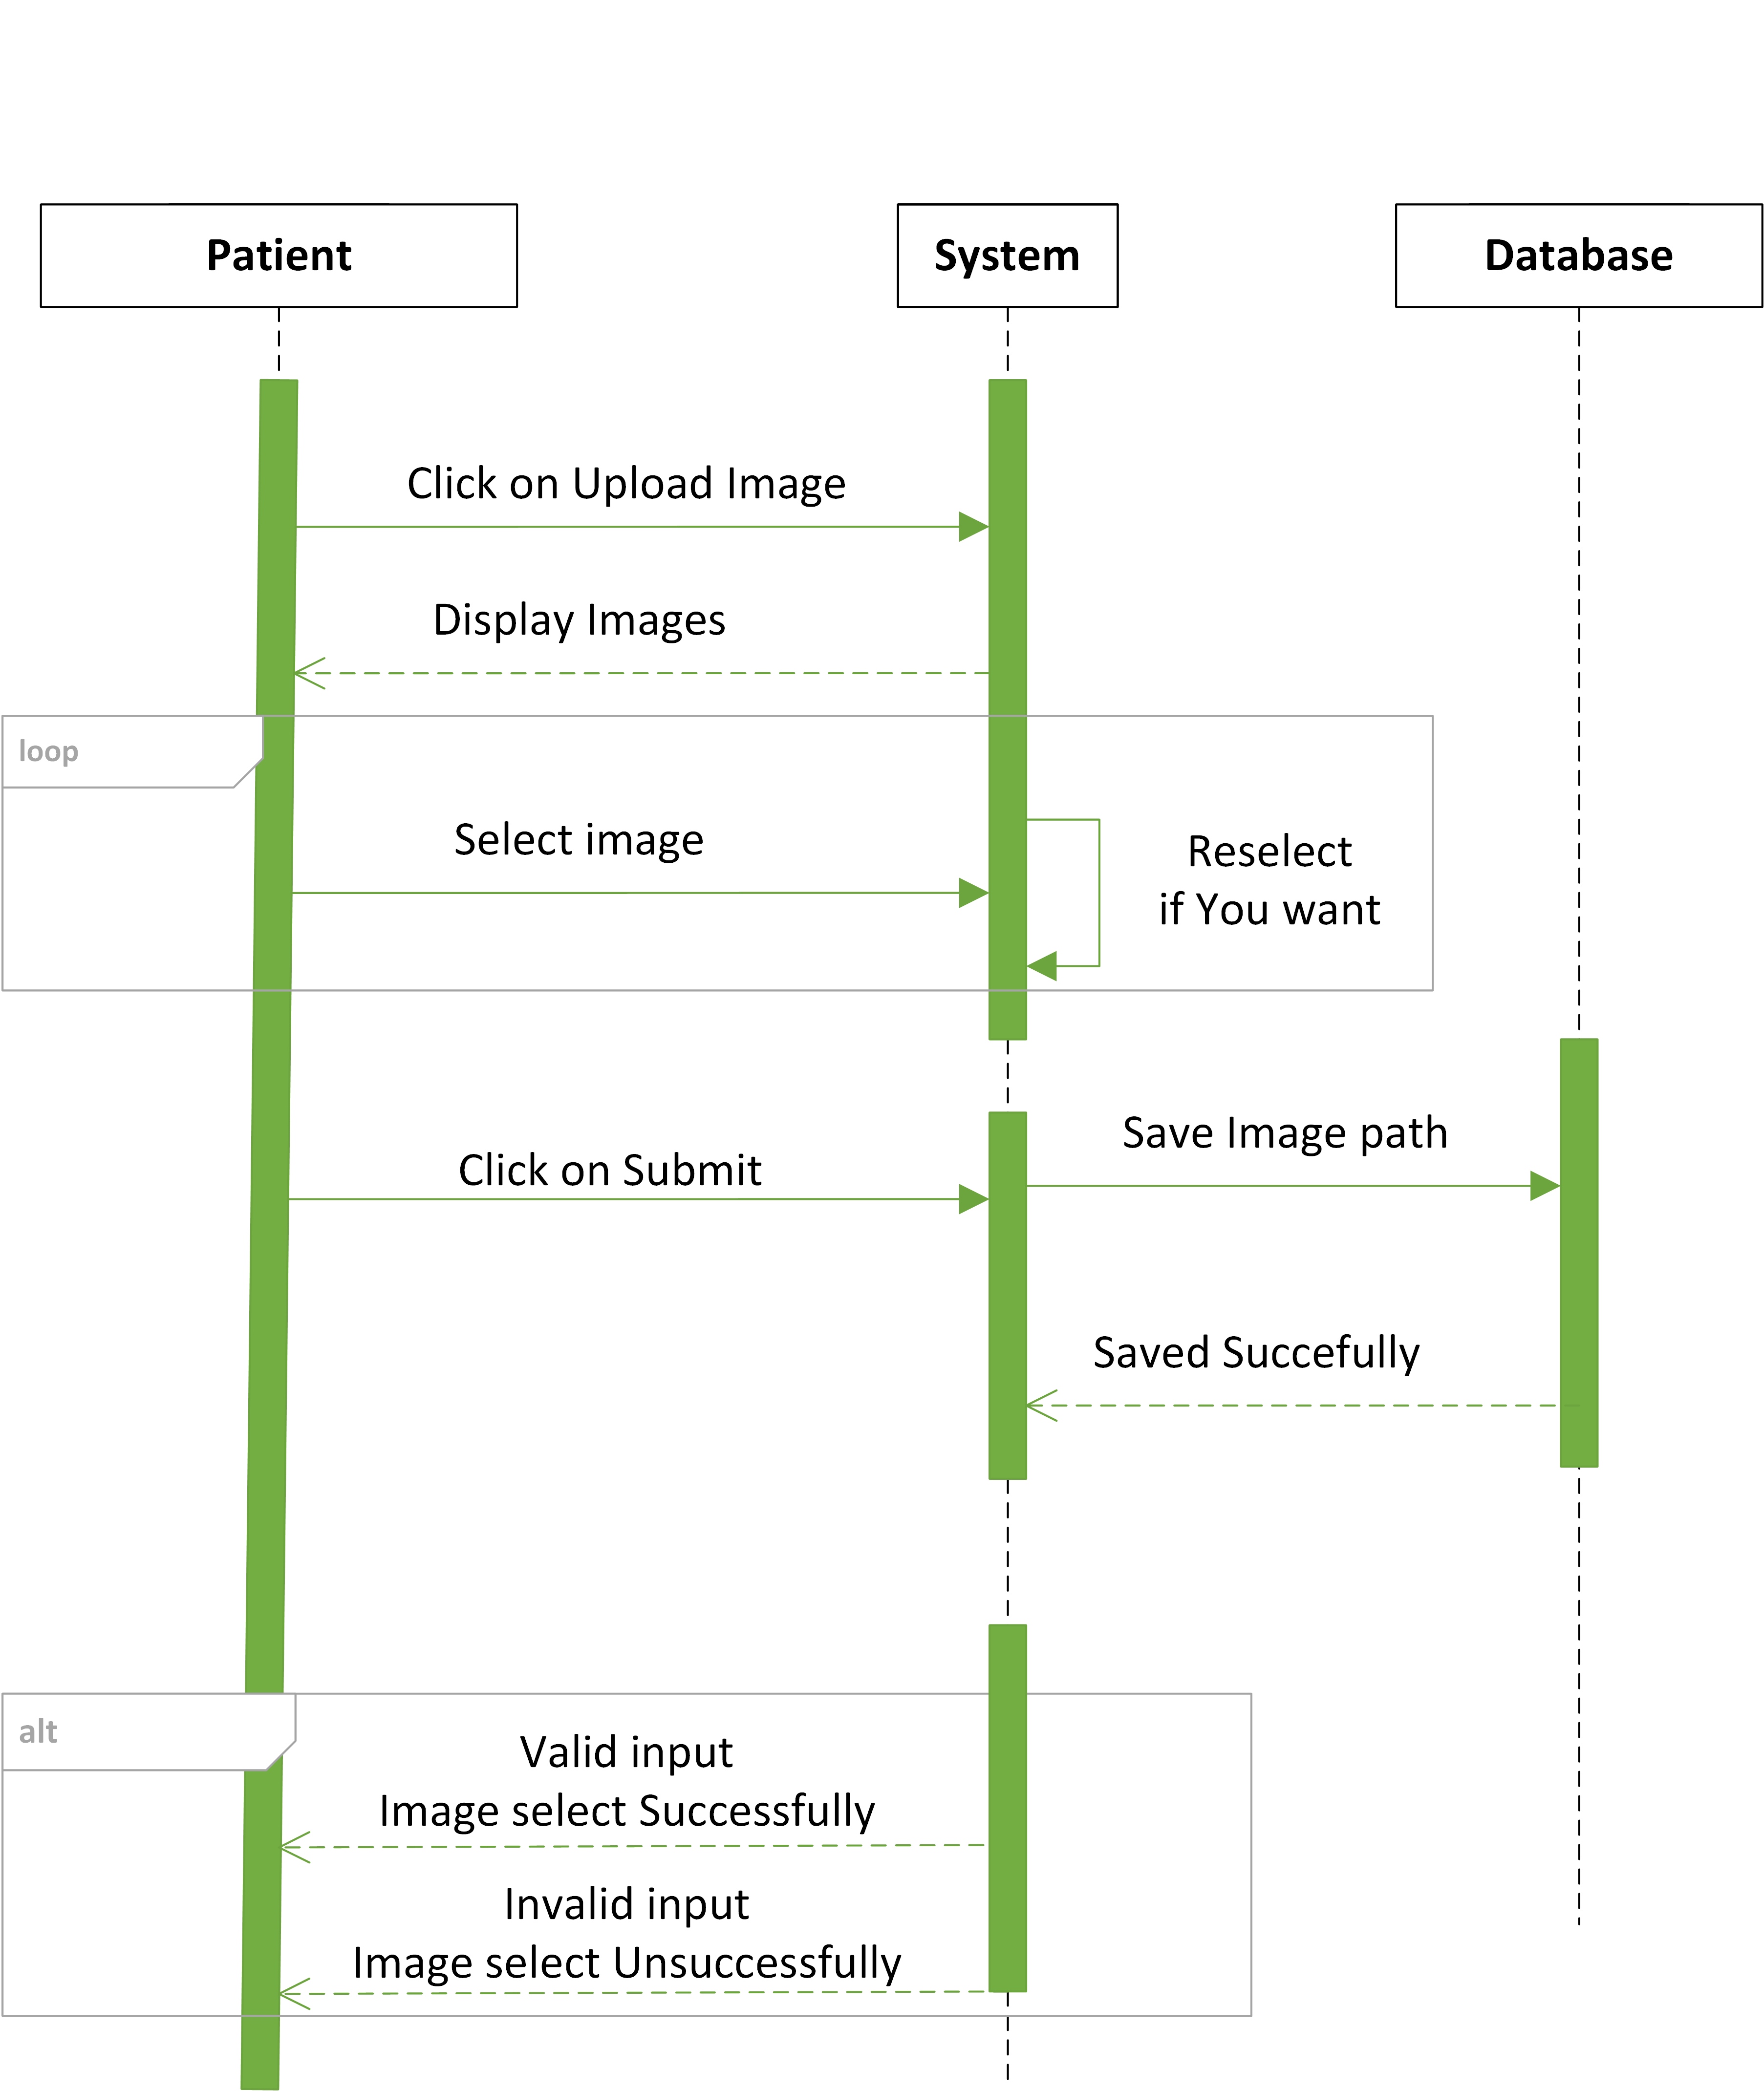 Patient
System
Database
Click on Upload Image
Display Images
loop
Select image
Reselect
if You want
Save Image path
Click on Submit
Saved Succefully
alt
Valid input
Image select Successfully
Invalid input
Image select Unsuccessfully